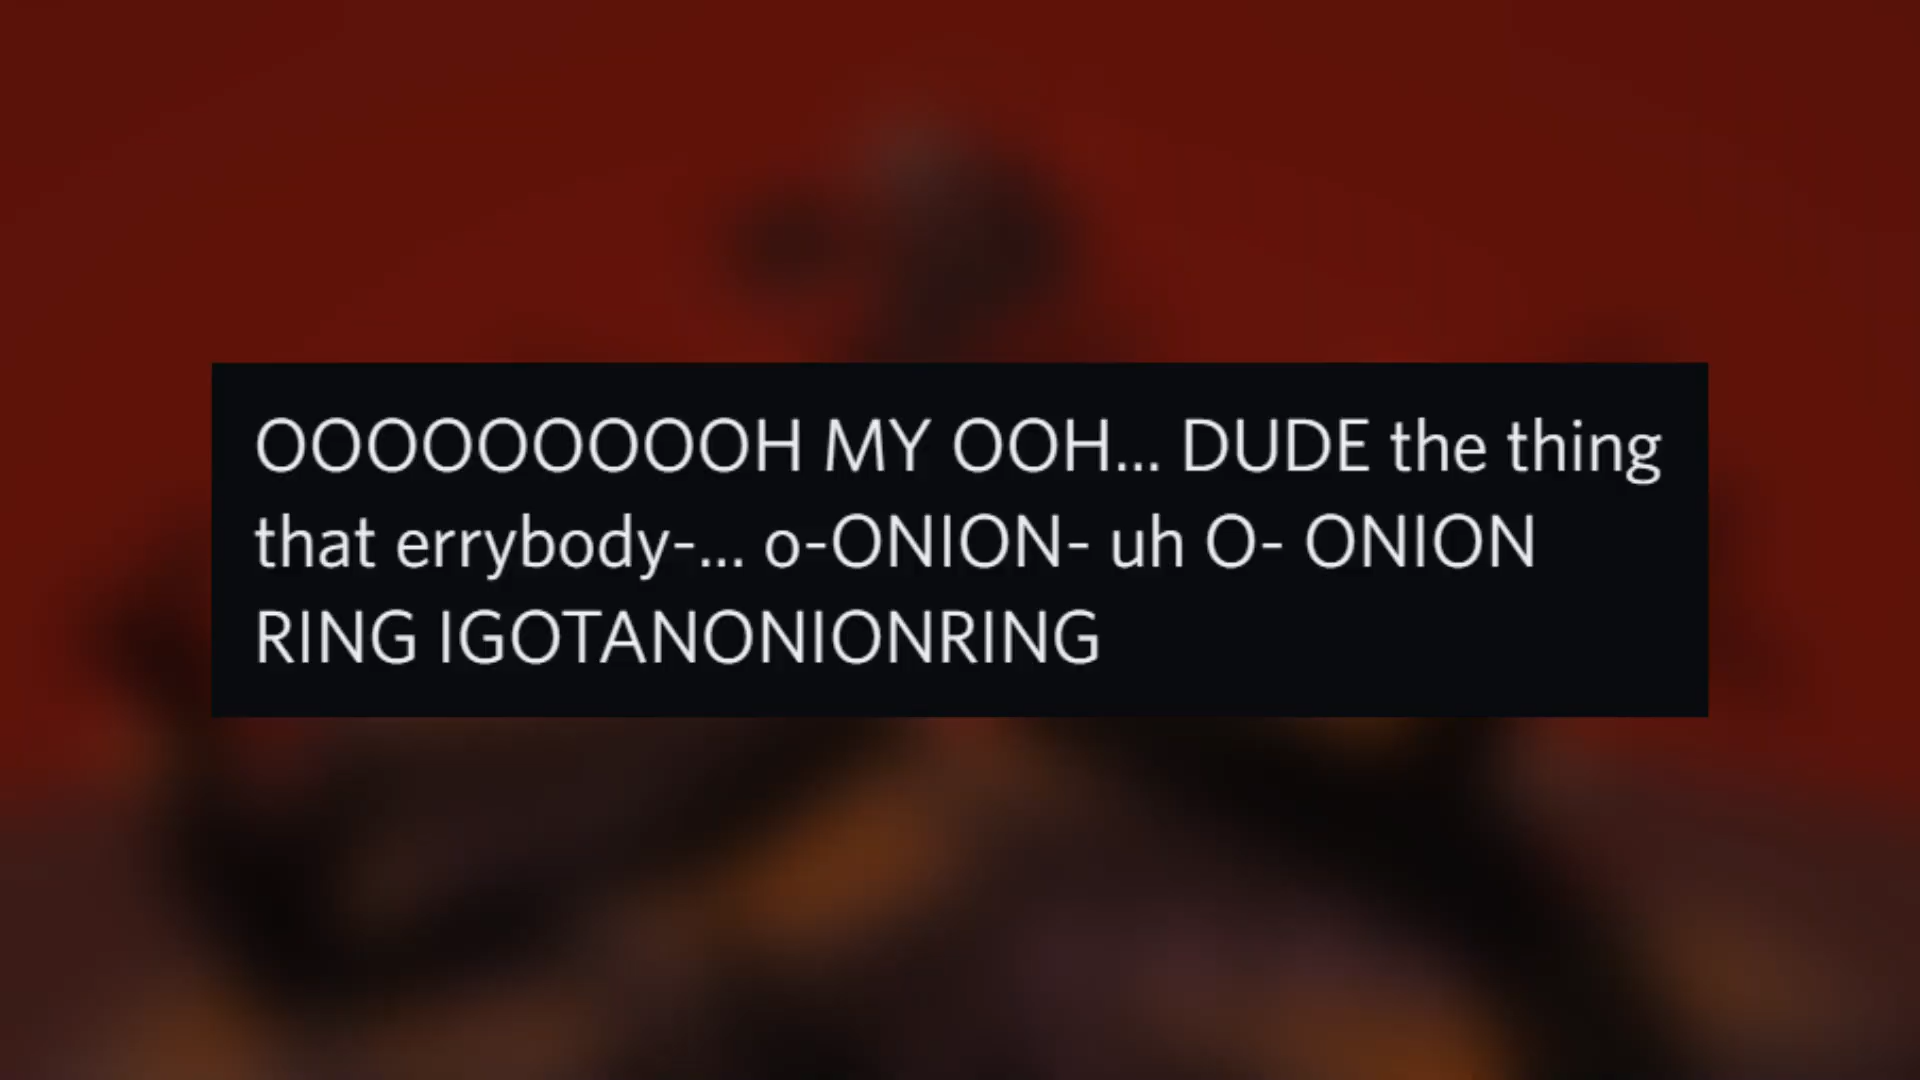 OOOOOOOOOH MY OOH... DUDE the thing
that errybody-... o-ONION- uh O- ONION
RING IGOTANONIONRING